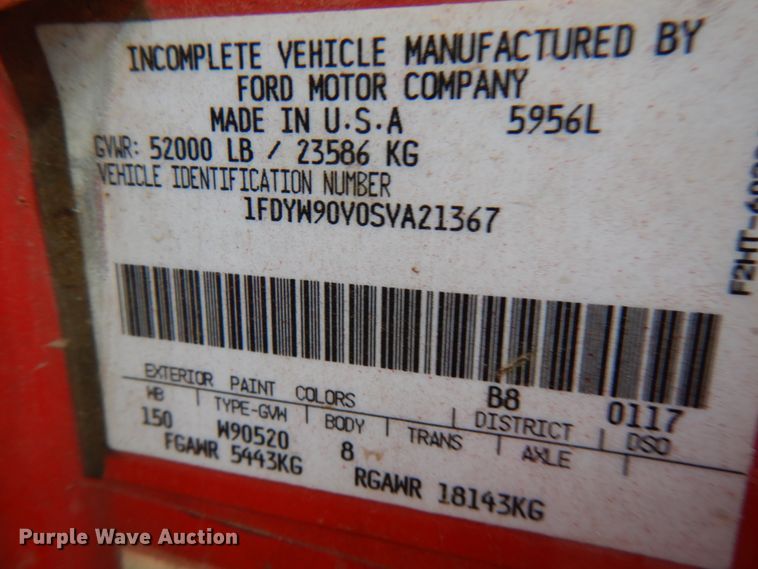 INCOMPLETE VEHICLE MANUFACTURED BY
FORD MOTOR COMPANY
MADE IN U.S.A 5956L
GVWR: 52000 LB / 23586 KG
VEHICLE IDENTIFICATION NUMBER
1FDYW90V0SVA21367
EXTERIOR PAINT COLORS B8 0117
WB TYPE-GVW BODY TRANS DISTRICT AXLE DSO
150 W90520 8
FGAWR 5443KG RGAWR 18143KG
Purple Wave Auction